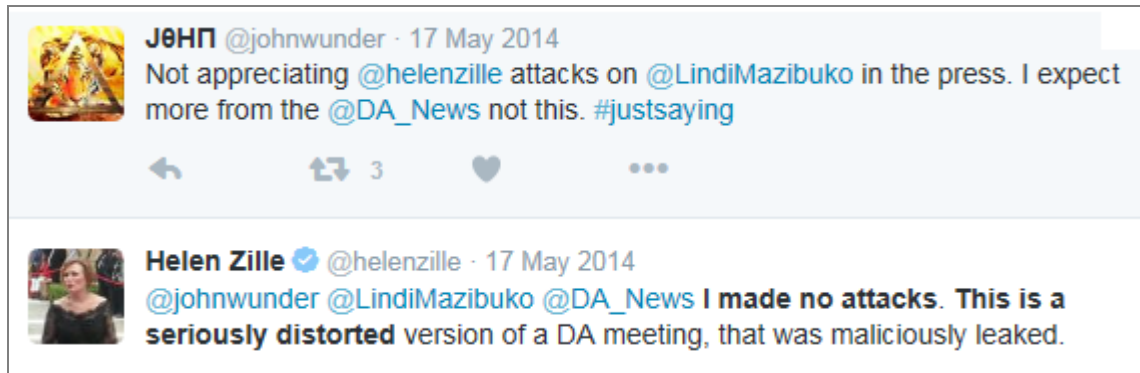 JθHΠ @johnwunder · 17 May 2014
Not appreciating @helenzille attacks on @LindiMazibuko in the press. I expect
more from the @DA_News not this. #justsaying
3
Helen Zille @helenzille · 17 May 2014
@johnwunder @LindiMazibuko @DA_News I made no attacks. This is a
seriously distorted version of a DA meeting, that was maliciously leaked.